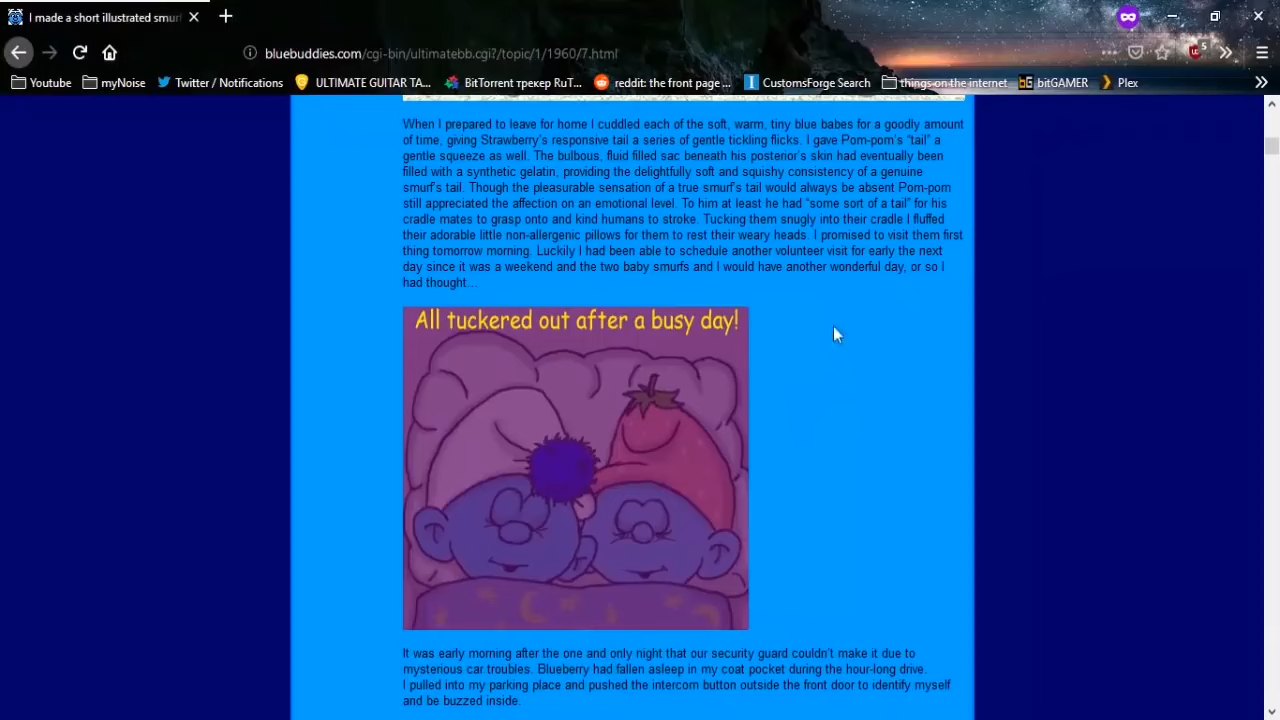 I made a short illustrated smurf
bluebuddies.com/cgi-bin/ultimatebb.cgi?/topic/1/1960/7.html
5
Youtube
myNoise
Twitter / Notifications
ULTIMATE GUITAR TA...
BitTorrent трекер RuT...
reddit: the front page ...
CustomsForge Search
things on the internet
bitGAMER
Plex
When I prepared to leave for home I cuddled each of the soft, warm, tiny blue babes for a goodly amount
of time, giving Strawberry's responsive tail a series of gentle tickling flicks. I gave Pom-pom's "tail" a
gentle squeeze as well. The bulbous, fluid filled sac beneath his posterior's skin had eventually been
filled with a synthetic gelatin, providing the delightfully soft and squishy consistency of a genuine
smurf's tail. Though the pleasurable sensation of a true smurf's tail would always be absent Pom-pom
still appreciated the affection on an emotional level. To him at least he had "some sort of a tail" for his
cradle mates to grasp onto and kind humans to stroke. Tucking them snugly into their cradle I fluffed
their adorable little non-allergenic pillows for them to rest their weary heads. I promised to visit them first
thing tomorrow morning. Luckily I had been able to schedule another volunteer visit for early the next
day since it was a weekend and the two baby smurfs and I would have another wonderful day, or so I
had thought...
All tuckered out after a busy day!
It was early morning after the one and only night that our security guard couldn't make it due to
mysterious car troubles. Blueberry had fallen asleep in my coat pocket during the hour-long drive.
I pulled into my parking place and pushed the intercom button outside the front door to identify myself
and be buzzed inside.